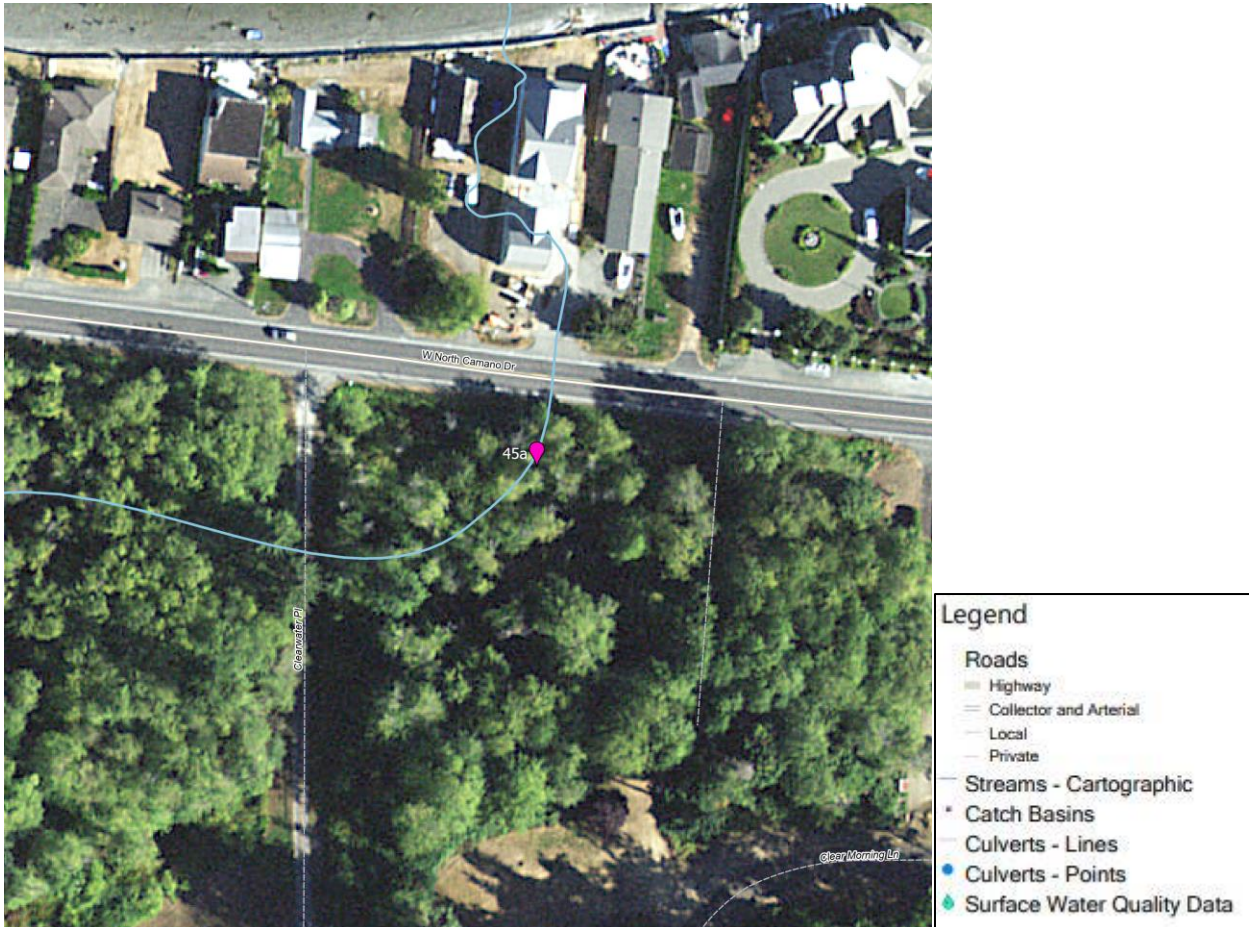 W North Camano Dr
45a
Clearwater Pl
Clear Morning Ln
Legend
Roads
Highway
Collector and Arterial
Local
Private
Streams - Cartographic
Catch Basins
Culverts - Lines
Culverts - Points
Surface Water Quality Data